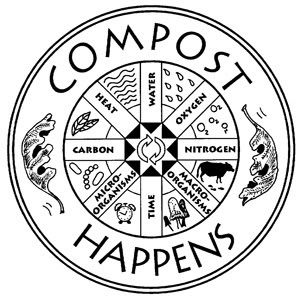 COMPOST
HEAT
WATER
OXYGEN
CARBON
NITROGEN
MICRO-
ORGANISMS
TIME
MACRO-
ORGANISMS
HAPPENS